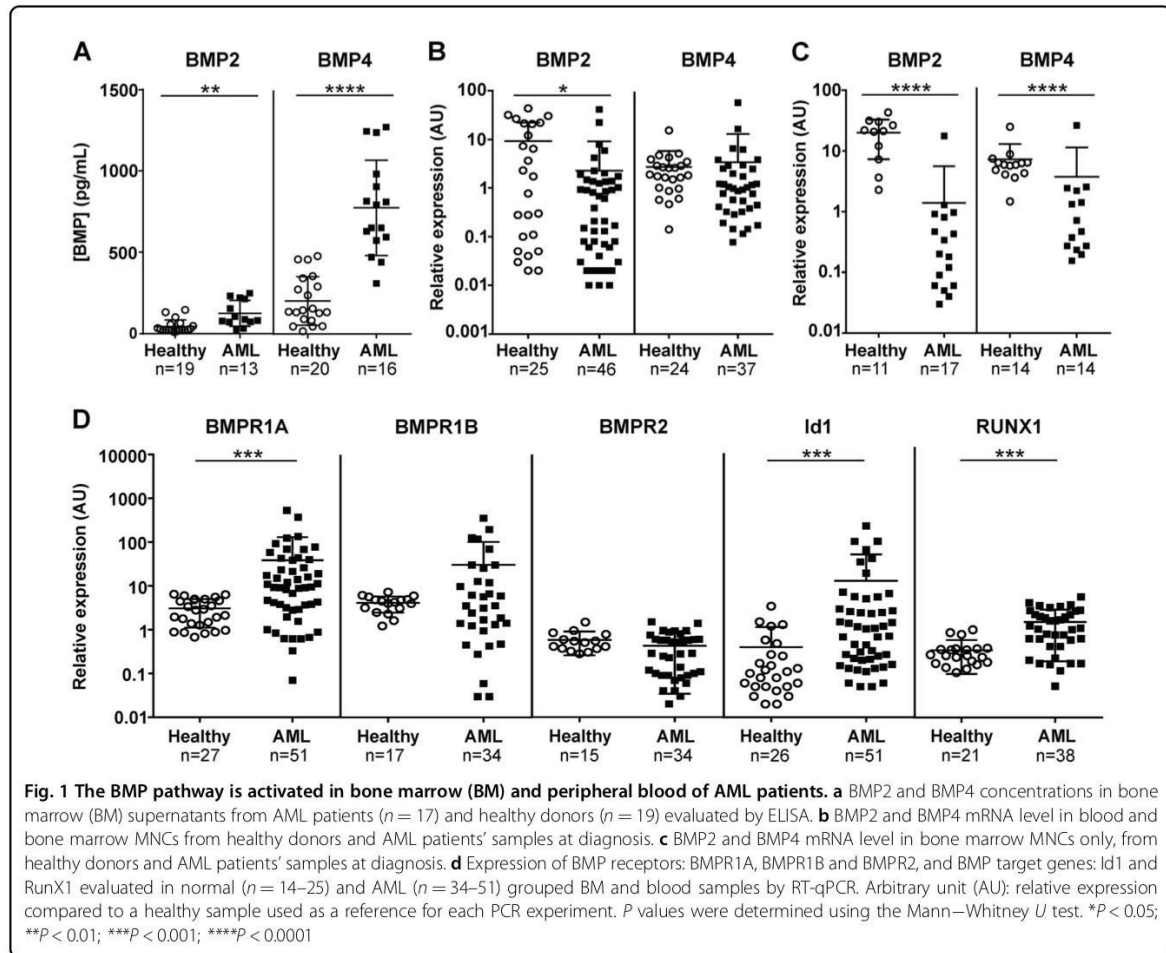 A
BMP2
BMP4
**
****
1500
1000
500
0
[BMP] (pg/mL)
Healthy
n=19
AML
n=13
Healthy
n=20
AML
n=16
B
BMP2
BMP4
*
100
10
1
0.1
0.01
0.001
Relative expression (AU)
Healthy
n=25
AML
n=46
Healthy
n=24
AML
n=37
C
BMP2
BMP4
****
****
100
10
1
0.1
0.01
Relative expression (AU)
Healthy
n=11
AML
n=17
Healthy
n=14
AML
n=14
D
BMPR1A
BMPR1B
BMPR2
Id1
RUNX1
***
***
***
10000
1000
100
10
1
0.1
0.01
Relative expression (AU)
Healthy
n=27
AML
n=51
Healthy
n=17
AML
n=34
Healthy
n=15
AML
n=34
Healthy
n=26
AML
n=51
Healthy
n=21
AML
n=38
Fig. 1 The BMP pathway is activated in bone marrow (BM) and peripheral blood of AML patients. a BMP2 and BMP4 concentrations in bone
marrow (BM) supernatants from AML patients (n = 17) and healthy donors (n = 19) evaluated by ELISA. b BMP2 and BMP4 mRNA level in blood and
bone marrow MNCs from healthy donors and AML patients' samples at diagnosis. c BMP2 and BMP4 mRNA level in bone marrow MNCs only, from
healthy donors and AML patients' samples at diagnosis. d Expression of BMP receptors: BMPR1A, BMPR1B and BMPR2, and BMP target genes: Id1 and
RunX1 evaluated in normal (n = 14–25) and AML (n = 34–51) grouped BM and blood samples by RT-qPCR. Arbitrary unit (AU): relative expression
compared to a healthy sample used as a reference for each PCR experiment. P values were determined using the Mann−Whitney U test. *P < 0.05;
**P < 0.01; ***P < 0.001; ****P < 0.0001